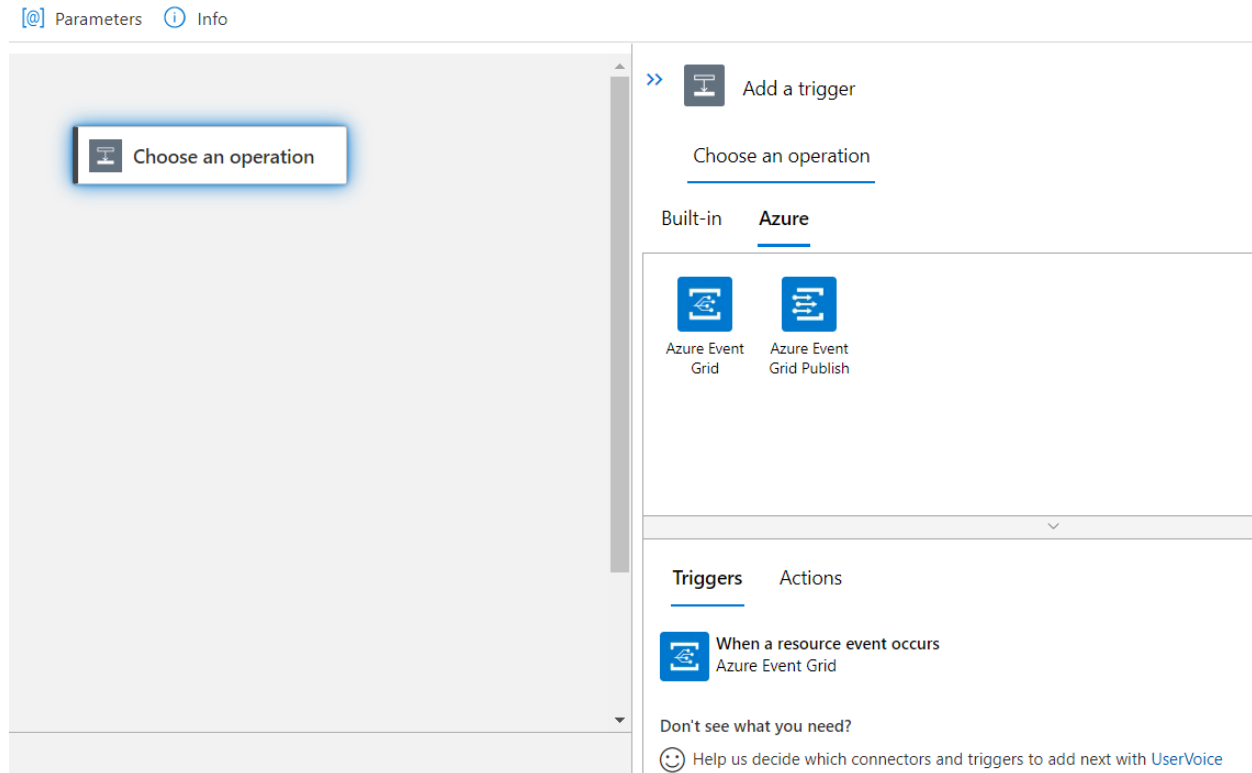 Parameters
Info
Choose an operation
Add a trigger
Choose an operation
Built-in
Azure
Azure Event
Grid
Azure Event
Grid Publish
Triggers
Actions
When a resource event occurs
Azure Event Grid
Don't see what you need?
Help us decide which connectors and triggers to add next with UserVoice